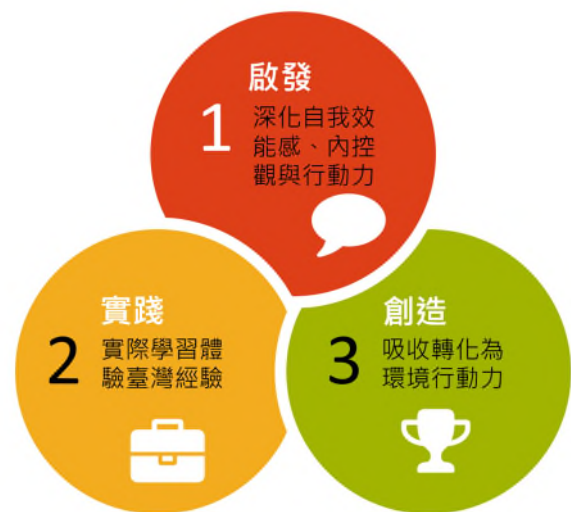 啟發
1
深化自我效
能感、內控
觀與行動力
實踐
2
實際學習體
驗臺灣經驗
創造
3
吸收轉化為
環境行動力